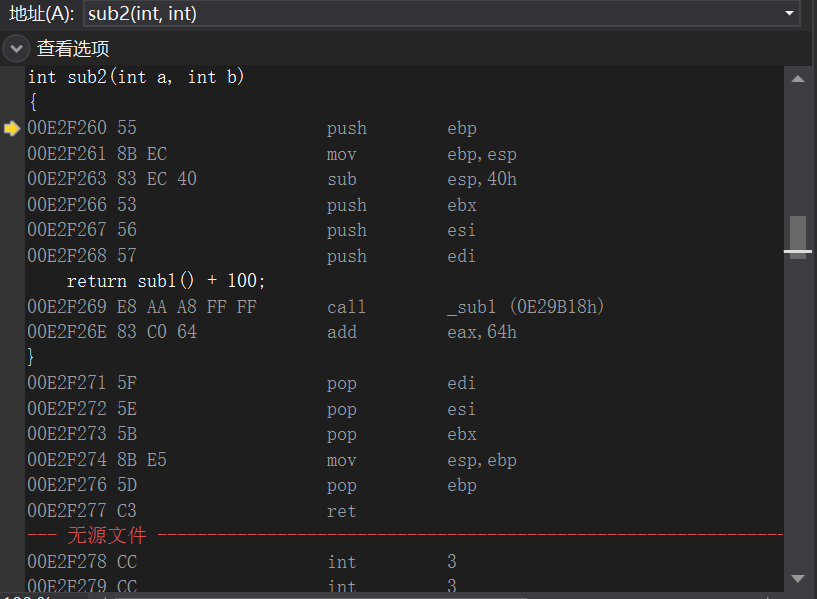 地址(A): sub2(int, int)
查看选项
int sub2(int a, int b)
{
00E2F260 55 push ebp
00E2F261 8B EC mov ebp,esp
00E2F263 83 EC 40 sub esp,40h
00E2F266 53 push ebx
00E2F267 56 push esi
00E2F268 57 push edi
return sub1() + 100;
00E2F269 E8 AA A8 FF FF call _sub1 (0E29B18h)
00E2F26E 83 C0 64 add eax,64h
}
00E2F271 5F pop edi
00E2F272 5E pop esi
00E2F273 5B pop ebx
00E2F274 8B E5 mov esp,ebp
00E2F276 5D pop ebp
00E2F277 C3 ret
--- 无源文件 ---
00E2F278 CC int 3
00E2F279 CC int 3